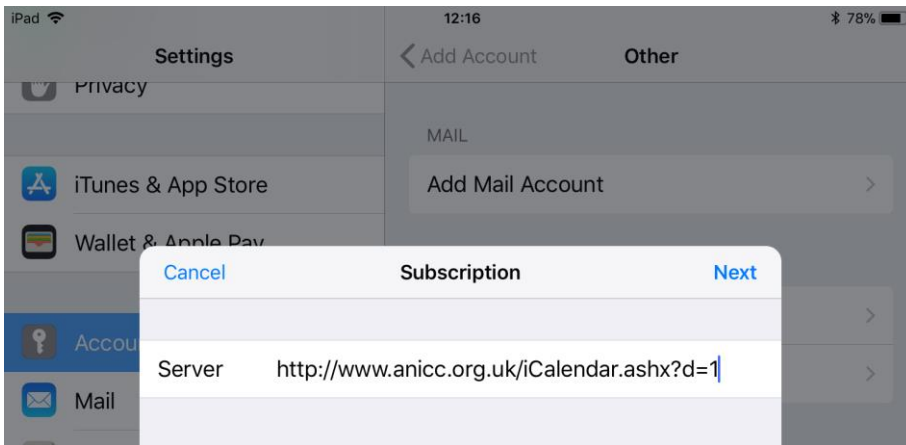 iPad 12:16 78%
Settings
Add Account Other
Privacy
MAIL
iTunes & App Store
Add Mail Account
Wallet & Apple Pay
Cancel Subscription Next
Accou
Server http://www.anicc.org.uk/iCalendar.ashx?d=1
Mail